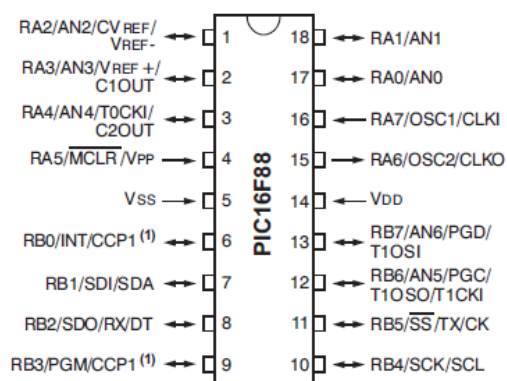 RA2/AN2/CVREF/
VREF-
1
18
RA1/AN1
RA3/AN3/VREF+/
C1OUT
2
17
RA0/AN0
RA4/AN4/T0CKI/
C2OUT
3
16
RA7/OSC1/CLKI
RA5/MCLR/VPP
4
15
RA6/OSC2/CLKO
VSS
5
14
VDD
RB0/INT/CCP1(1)
6
13
RB7/AN6/PGD/
T1OSI
RB1/SDI/SDA
7
12
RB6/AN5/PGC/
T1OSO/T1CKI
RB2/SDO/RX/DT
8
11
RB5/SS/TX/CK
RB3/PGM/CCP1(1)
9
10
RB4/SCK/SCL
PIC16F88